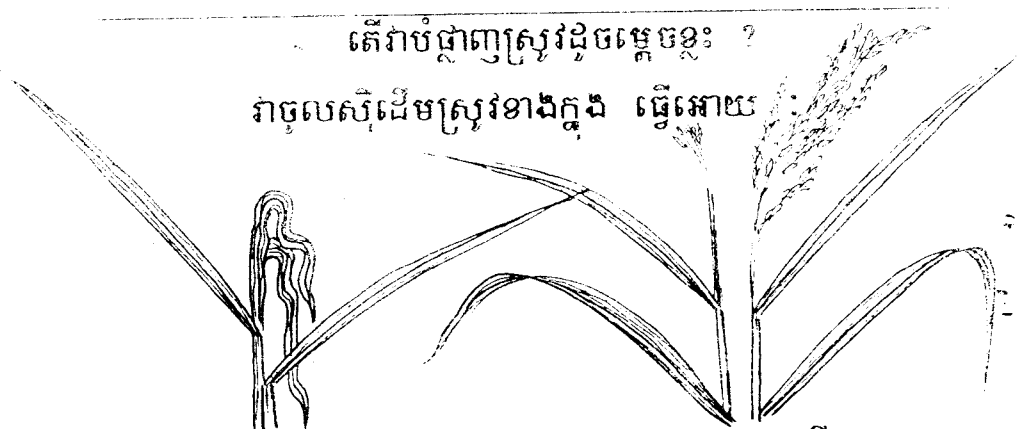 តើវាបំផ្លាញស្រូវដូចម្តេចខ្លះ ?
វាចូលស៊ីដើមស្រូវខាងក្នុង ធ្វើអោយ :